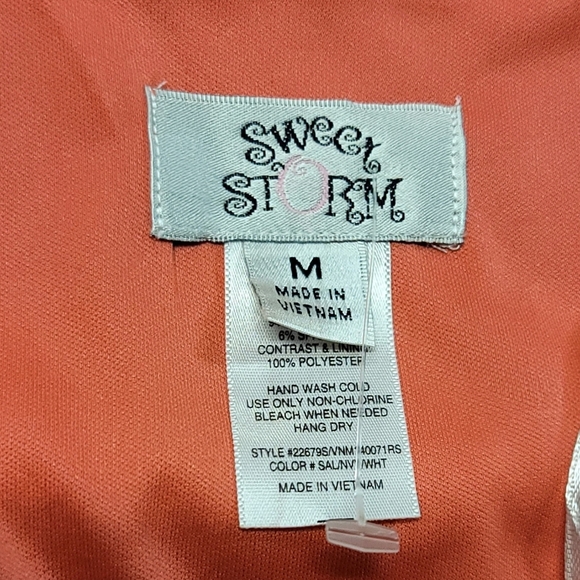 Sweet
STORM
M
MADE IN
VIETNAM
6%
CONTRAST & LINING
100% POLYESTER
HAND WASH COLD
USE ONLY NON-CHLORINE
BLEACH WHEN NEEDED
HANG DRY
STYLE #22679S/VNM140071RS
COLOR # SAL/NVY/WHT
MADE IN VIETNAM